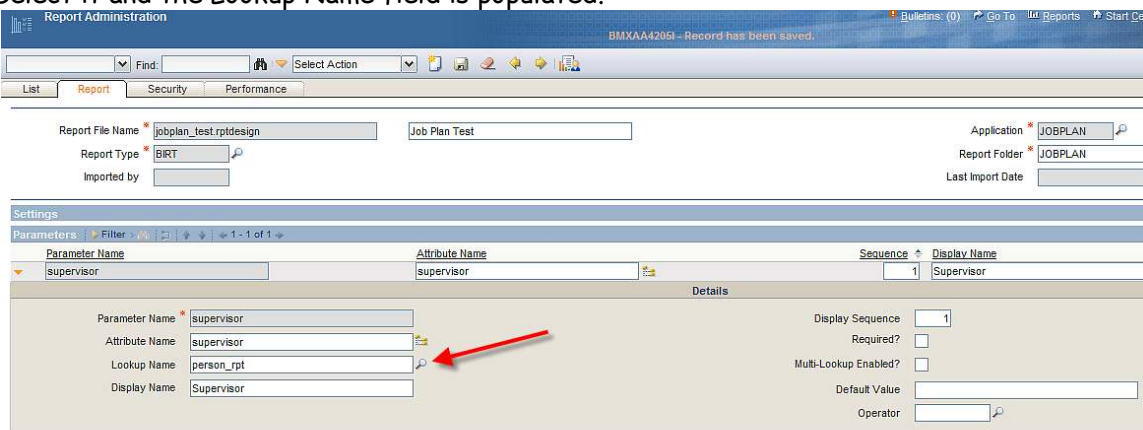 select it and the Lookup Name field is populated.
Report Administration
Bulletins: (0) Go To Reports Start Ce
BMXAA4205I - Record has been saved.
Find: Select Action
List Report Security Performance
Report File Name * jobplan_test.rptdesign Job Plan Test Application * JOBPLAN
Report Type * BIRT Report Folder * JOBPLAN
Imported by Last Import Date
Settings
Parameters Filter 1 - 1 of 1
Parameter Name Attribute Name Sequence Display Name
supervisor supervisor 1 Supervisor
Details
Parameter Name * supervisor Display Sequence 1
Attribute Name supervisor Required?
Lookup Name person_rpt Multi-Lookup Enabled?
Display Name Supervisor Default Value
Operator